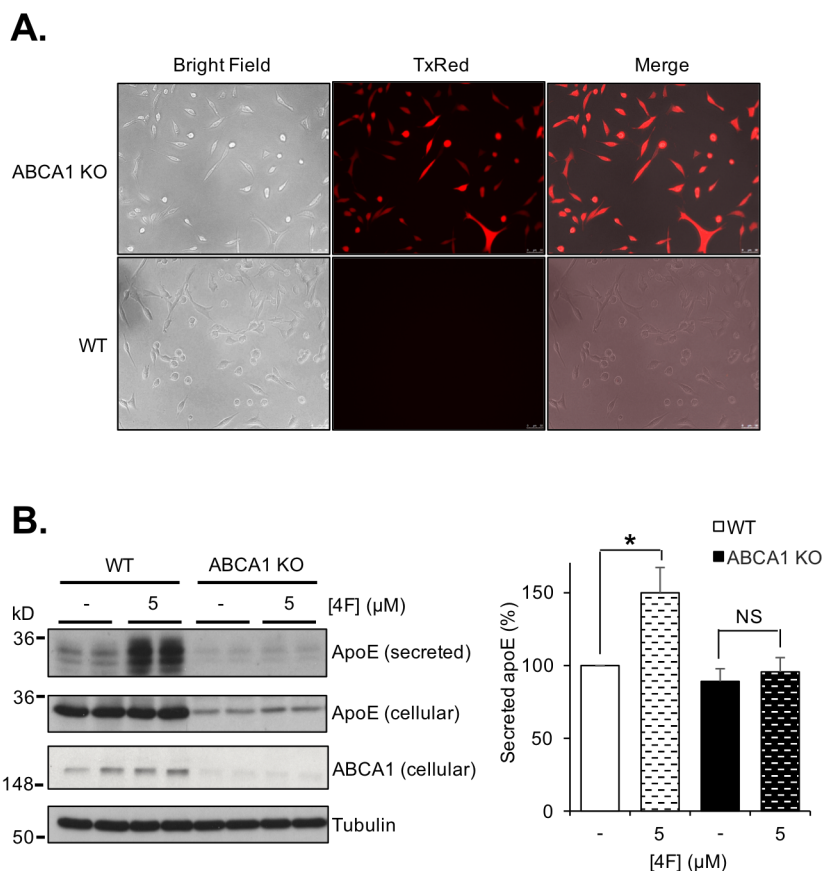 A.
Bright Field TxRed Merge
ABCA1 KO
WT
B.
WT ABCA1 KO
- 5 - 5 [4F] (µM)
kD
36 ApoE (secreted)
36 ApoE (cellular)
148 ABCA1 (cellular)
50 Tubulin
WT
ABCA1 KO
*
NS
Secreted apoE (%)
150
100
50
0
- 5 - 5
[4F] (µM)